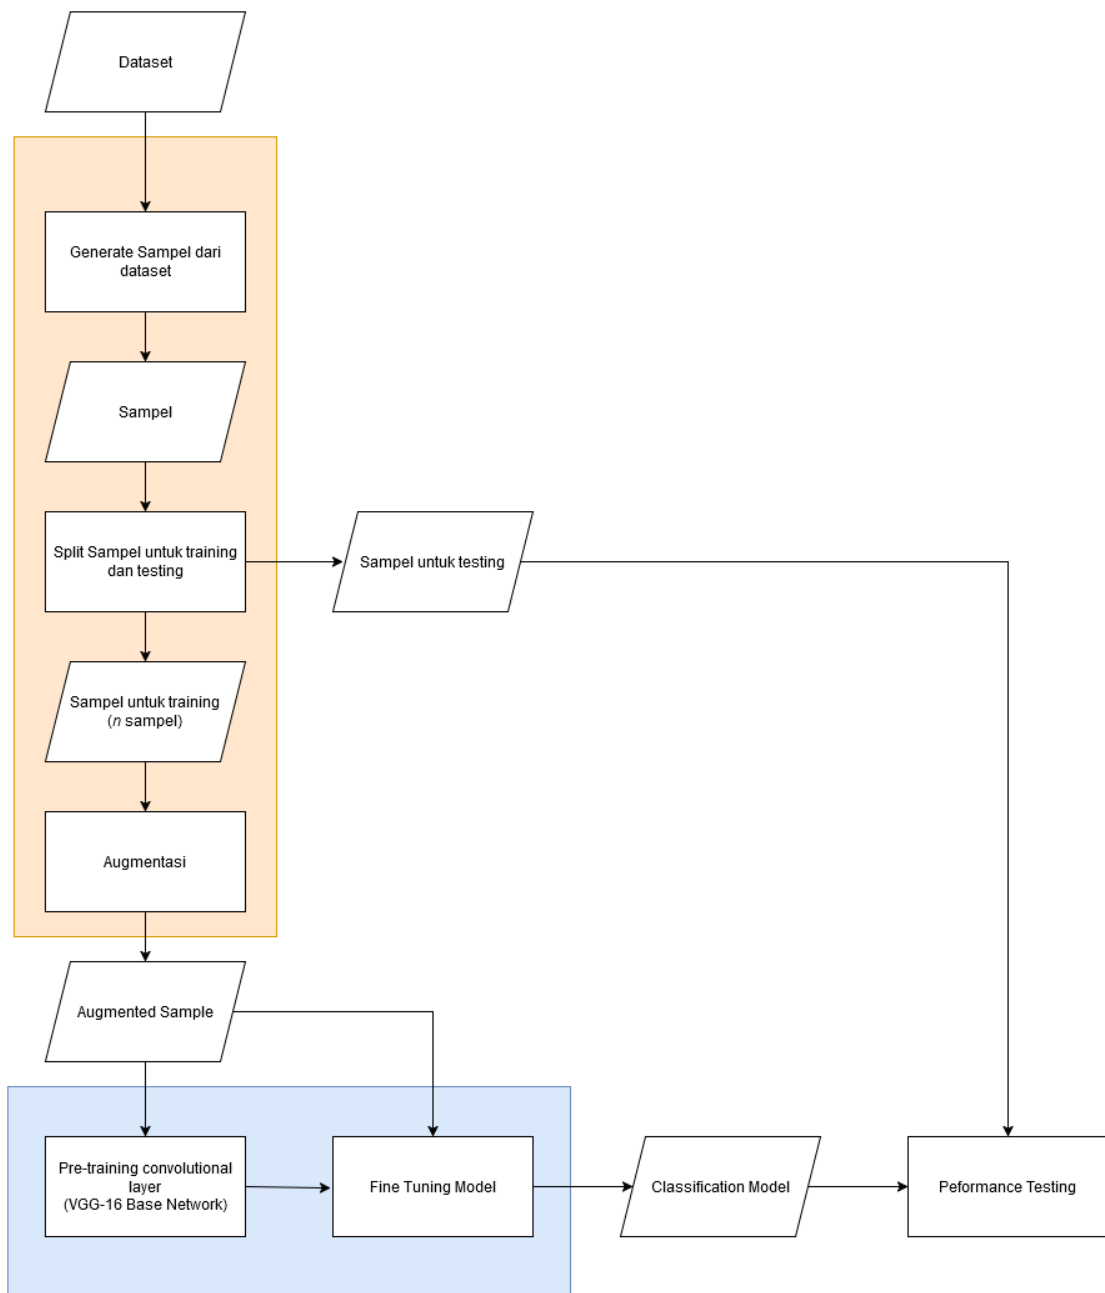 Dataset
Generate Sampel dari
dataset
Sampel
Split Sampel untuk training
dan testing
Sampel untuk testing
Sampel untuk training
(n sampel)
Augmentasi
Augmented Sample
Pre-training convolutional
layer
(VGG-16 Base Network)
Fine Tuning Model
Classification Model
Peformance Testing